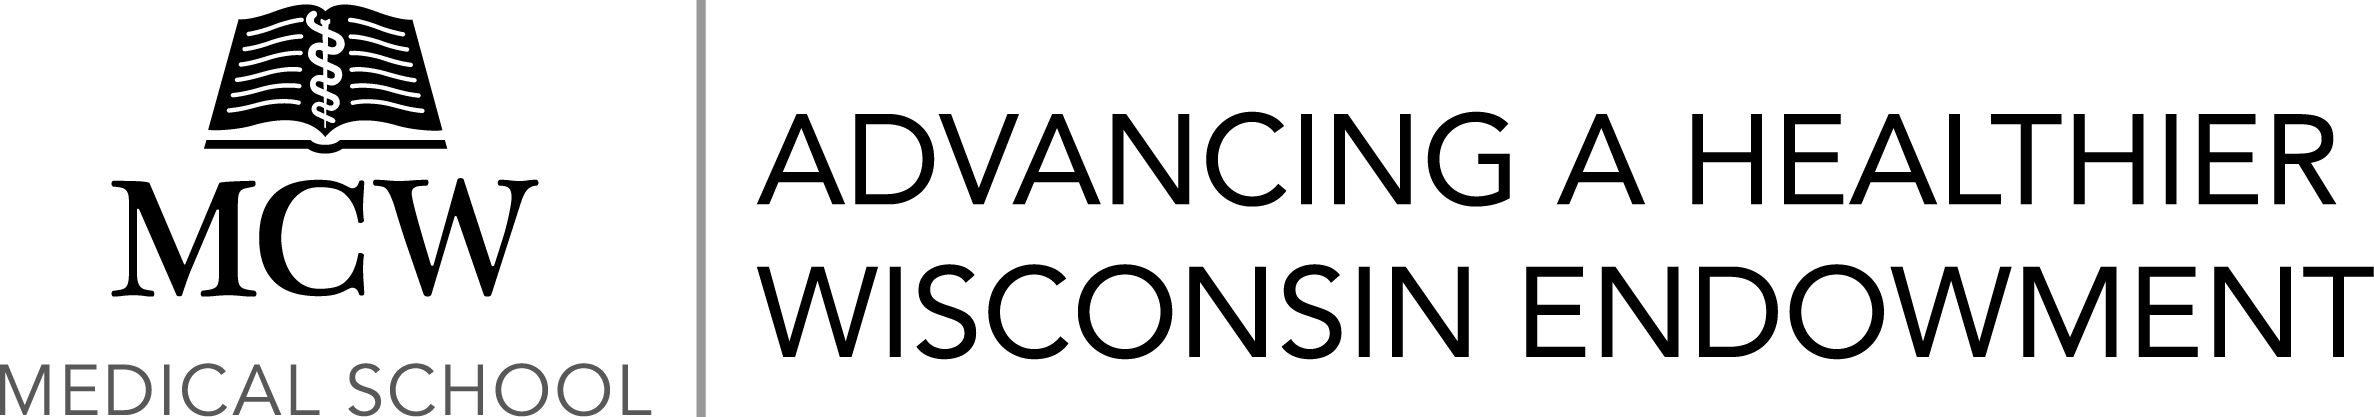 MCW
MEDICAL SCHOOL
ADVANCING A HEALTHIER
WISCONSIN ENDOWMENT